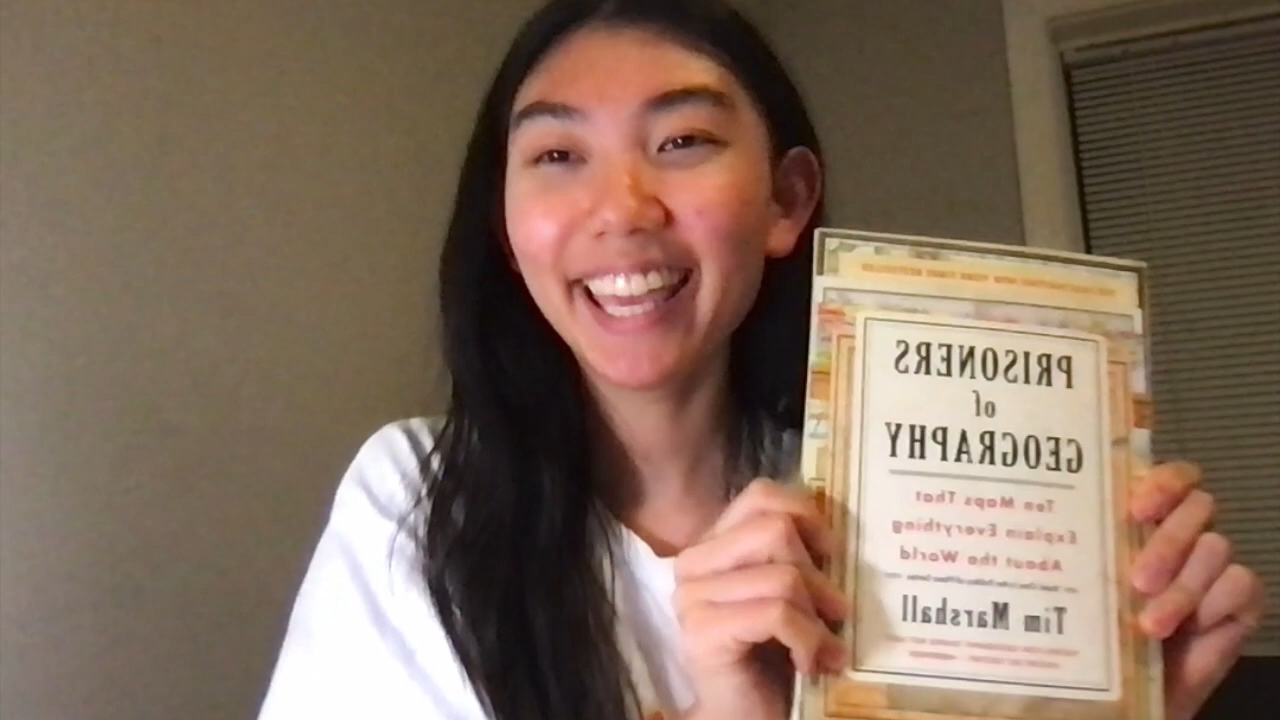 PRISONERS
of
GEOGRAPHY
Ten Maps That
Explain Everything
About the World
Tim Marshall